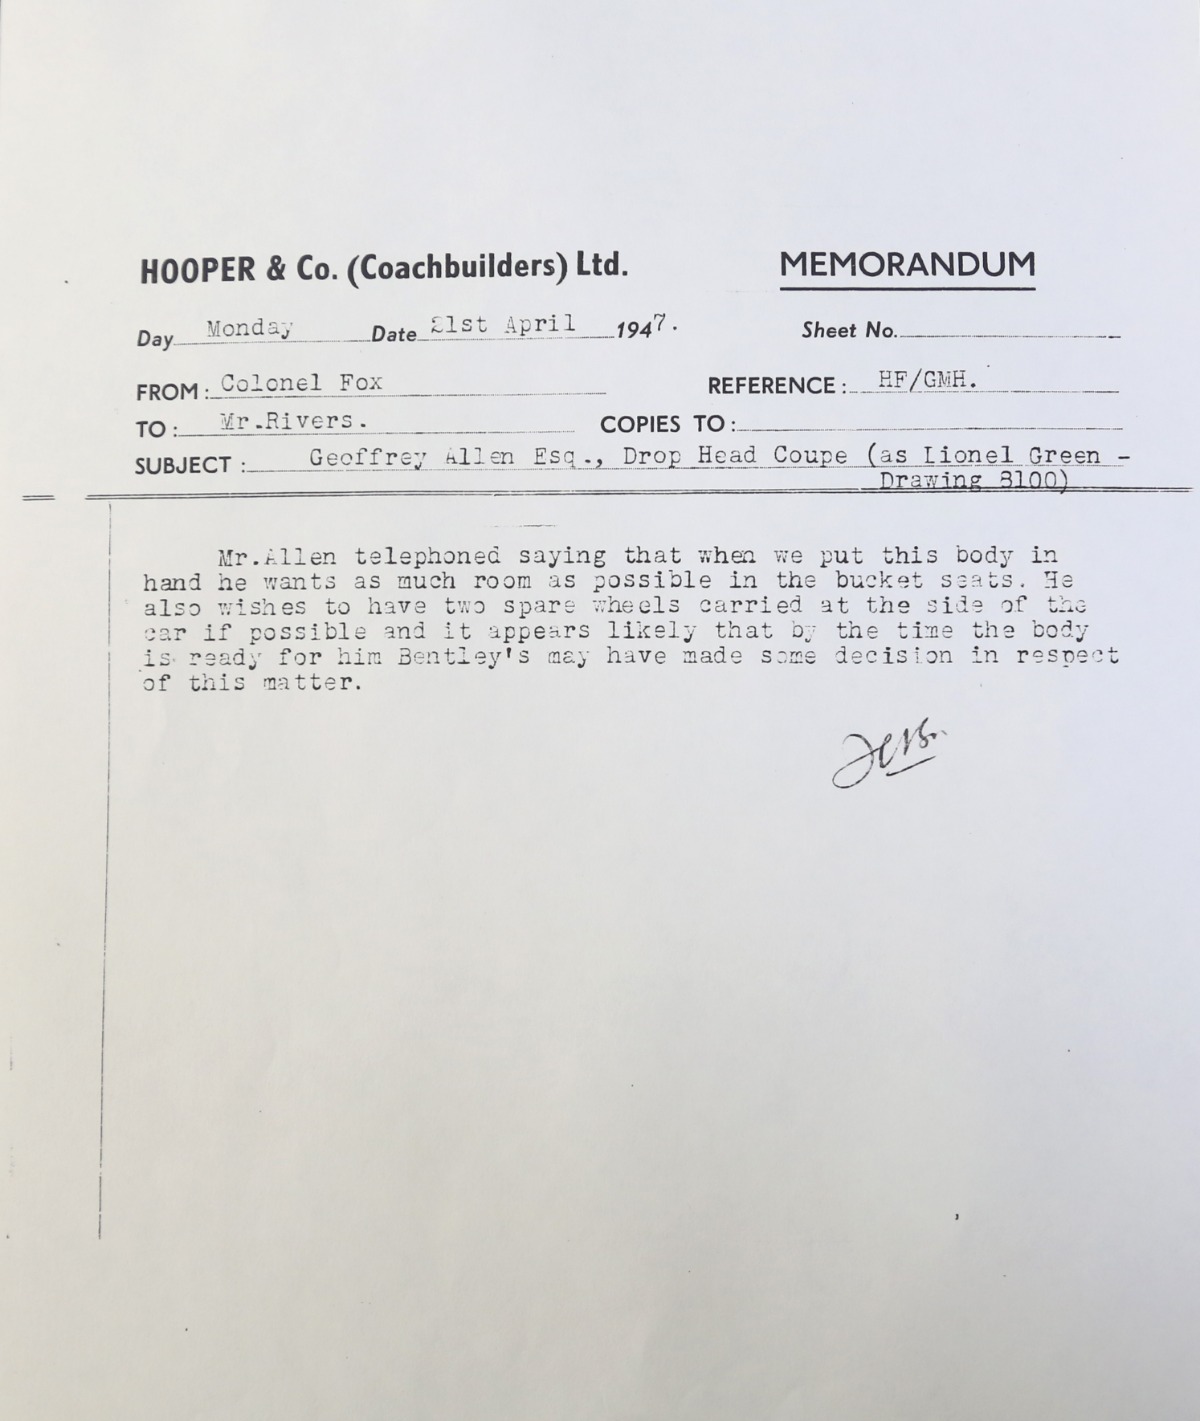 HOOPER & Co. (Coachbuilders) Ltd. MEMORANDUM
Day Monday Date 21st April 1947. Sheet No.
FROM: Colonel Fox REFERENCE: HF/GMH.
TO: Mr.Rivers. COPIES TO:
SUBJECT: Geoffrey Allen Esq., Drop Head Coupe (as Lionel Green -
Drawing 8100)
Mr.Allen telephoned saying that when we put this body in
hand he wants as much room as possible in the bucket seats. He
also wishes to have two spare wheels carried at the side of the
car if possible and it appears likely that by the time the body
is ready for him Bentley's may have made some decision in respect
of this matter.